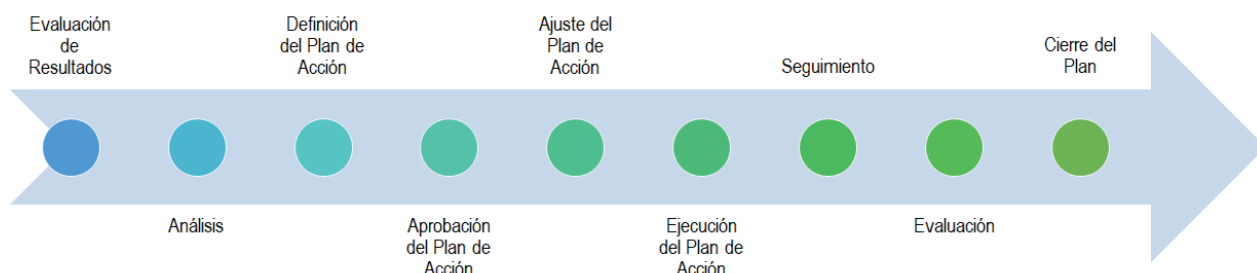 Evaluación
de
Resultados
Análisis
Definición
del Plan de
Acción
Aprobación
del Plan de
Acción
Ajuste del
Plan de
Acción
Ejecución
del Plan de
Acción
Seguimiento
Evaluación
Cierre del
Plan